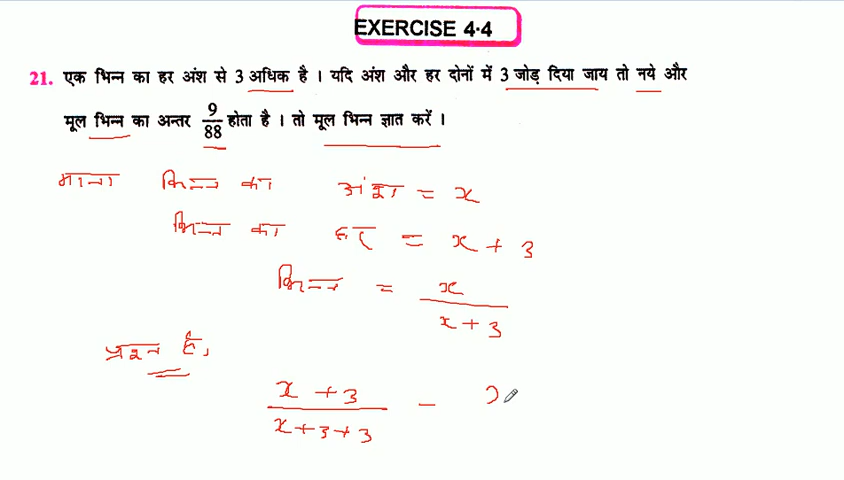 EXERCISE 4·4
21. एक भिन्न का हर अंश से 3 अधिक है । यदि अंश और हर दोनों में 3 जोड़ दिया जाय तो नये और
मूल भिन्न का अन्तर 9/88 होता है । तो मूल भिन्न ज्ञात करें ।
माना भिन्न का अंश = x
भिन्न का हर = x + 3
भिन्न = x / x + 3
प्रश्न से,
x + 3 / x + 3 + 3 -